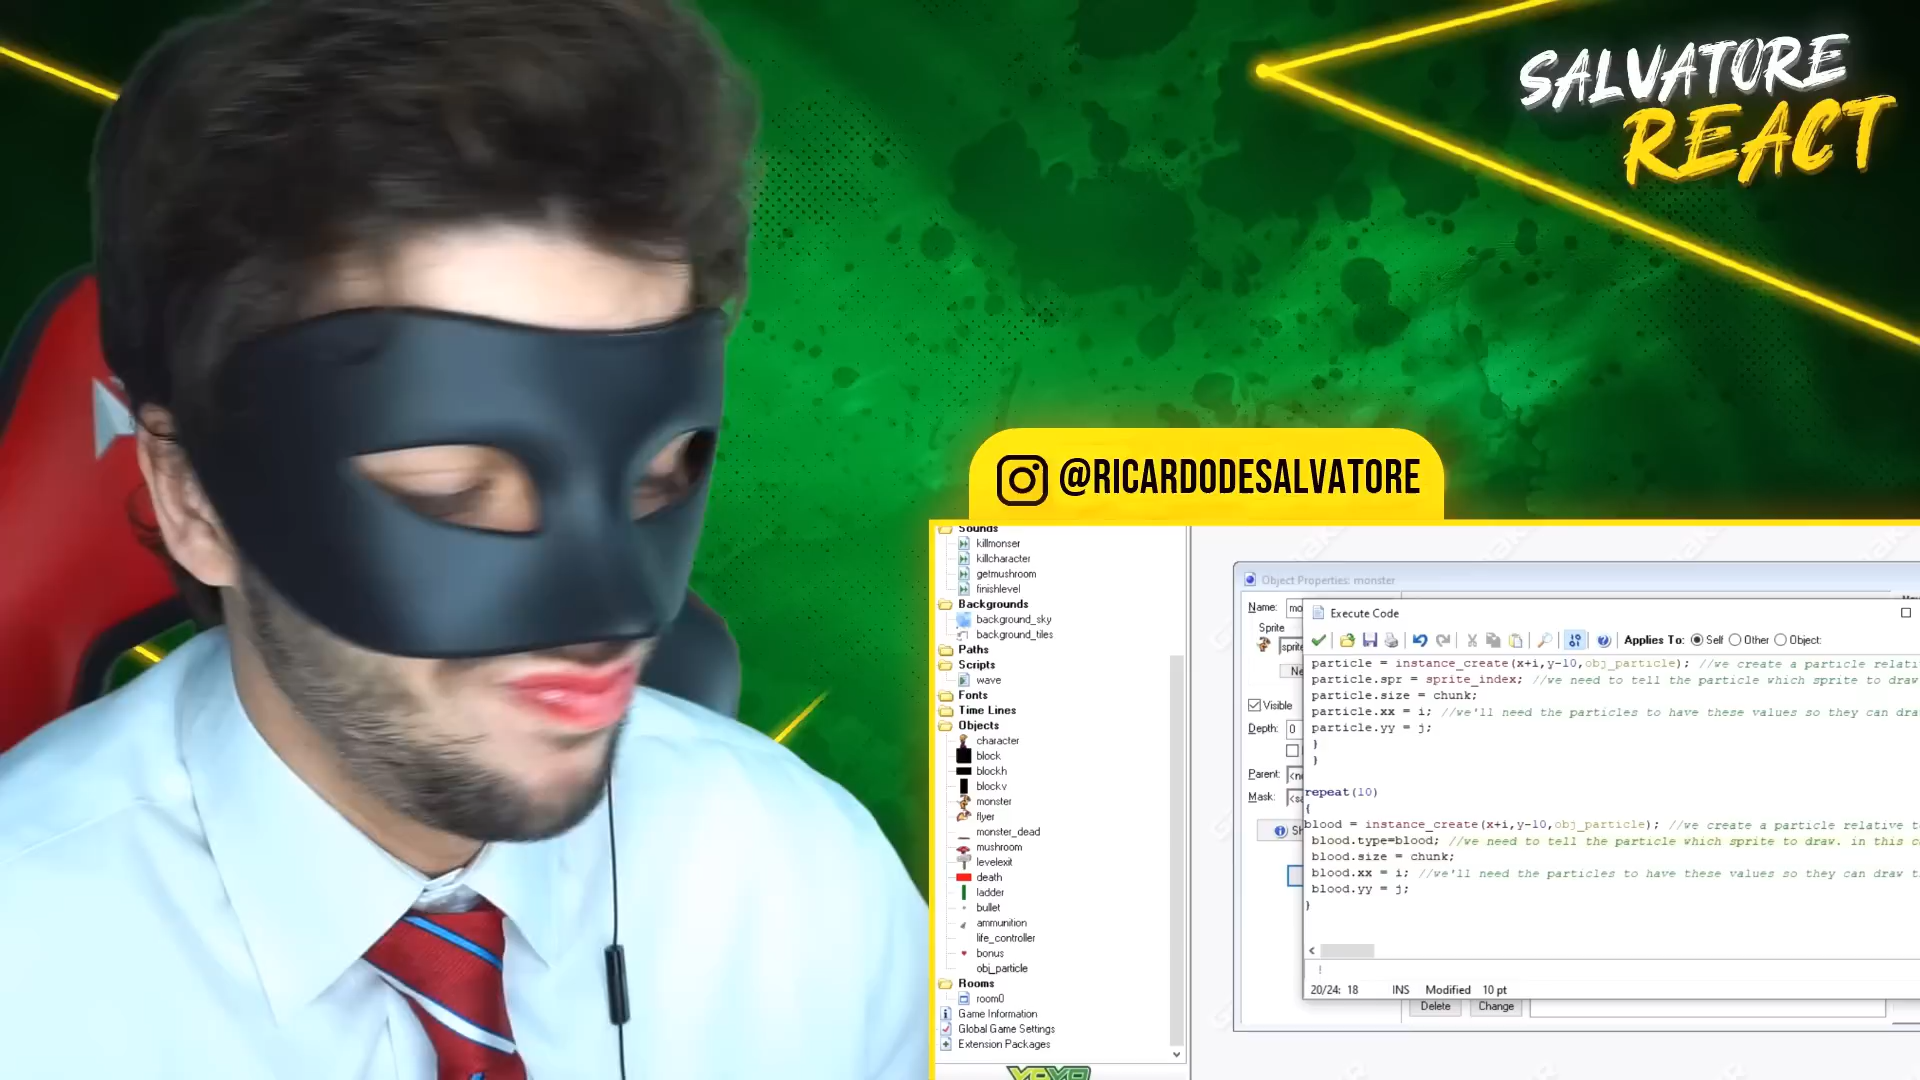 SALVATORE
REACT
@RICARDODESALVATORE
Sounds
killmonser
killcharacter
getmushroom
finishlevel
Backgrounds
background_sky
background_tiles
Paths
Scripts
wave
Fonts
Time Lines
Objects
character
block
blockh
blockv
monster
flyer
monster_dead
mushroom
levelexit
death
ladder
bullet
ammunition
life_controller
bonus
obj_particle
Rooms
room0
Game Information
Global Game Settings
Extension Packages
Object Properties: monster
Name: mo
Sprite
sprite
Ne
Visible
Depth: 0
Parent: <no
Mask: <sa
Sh
Execute Code
Applies To: Self Other Object:
particle = instance_create(x+i,y-10,obj_particle); //we create a particle relati
particle.spr = sprite_index; //we need to tell the particle which sprite to draw
particle.size = chunk;
particle.xx = i; //we'll need the particles to have these values so they can dra
particle.yy = j;
}
}
repeat(10)
{
blood = instance_create(x+i,y-10,obj_particle); //we create a particle relative t
blood.type=blood; //we need to tell the particle which sprite to draw. in this c
blood.size = chunk;
blood.xx = i; //we'll need the particles to have these values so they can draw t
blood.yy = j;
}
20/24: 18 INS Modified 10 pt
Delete Change